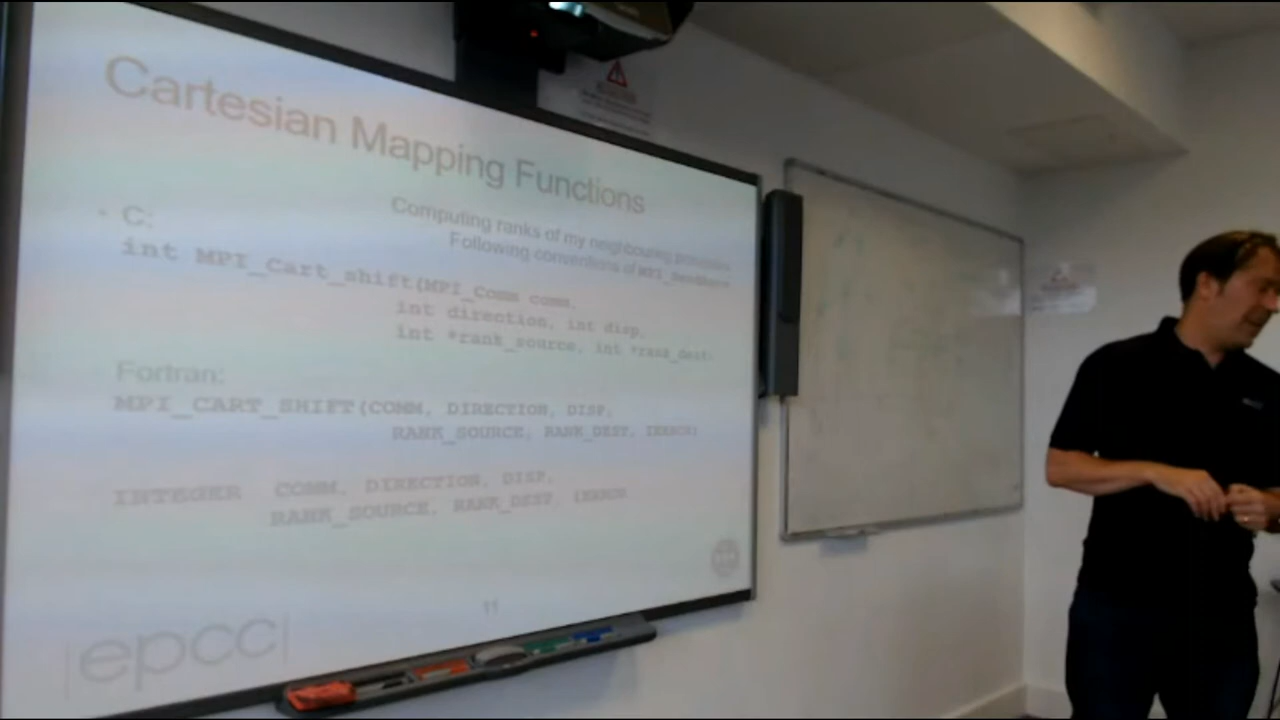 Cartesian Mapping Functions
• C:
Computing ranks of my neighbouring processes
Following conventions of MPI_SendRecv
int MPI_Cart_shift(MPI_Comm comm,
int direction, int disp,
int *rank_source, int *rank_dest)
Fortran:
MPI_CART_SHIFT(COMM, DIRECTION, DISP,
RANK_SOURCE, RANK_DEST, IERROR)
INTEGER COMM, DIRECTION, DISP,
RANK_SOURCE, RANK_DEST, IERROR
11
|epcc|